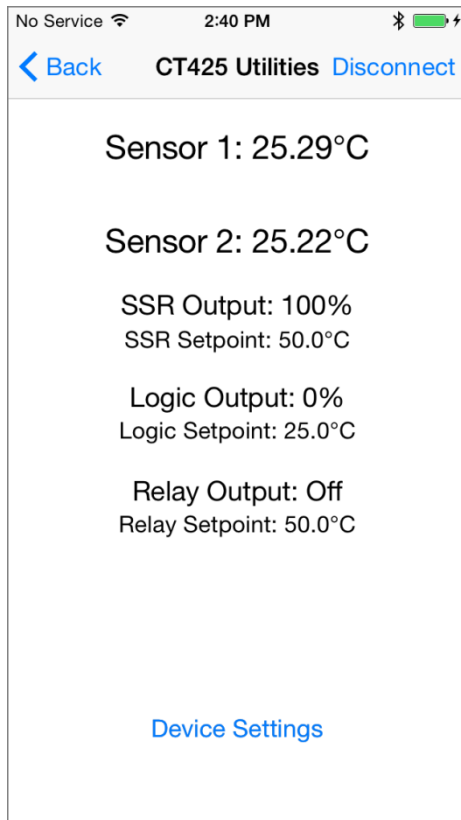 No Service 2:40 PM
Back CT425 Utilities Disconnect
Sensor 1: 25.29°C
Sensor 2: 25.22°C
SSR Output: 100%
SSR Setpoint: 50.0°C
Logic Output: 0%
Logic Setpoint: 25.0°C
Relay Output: Off
Relay Setpoint: 50.0°C
Device Settings